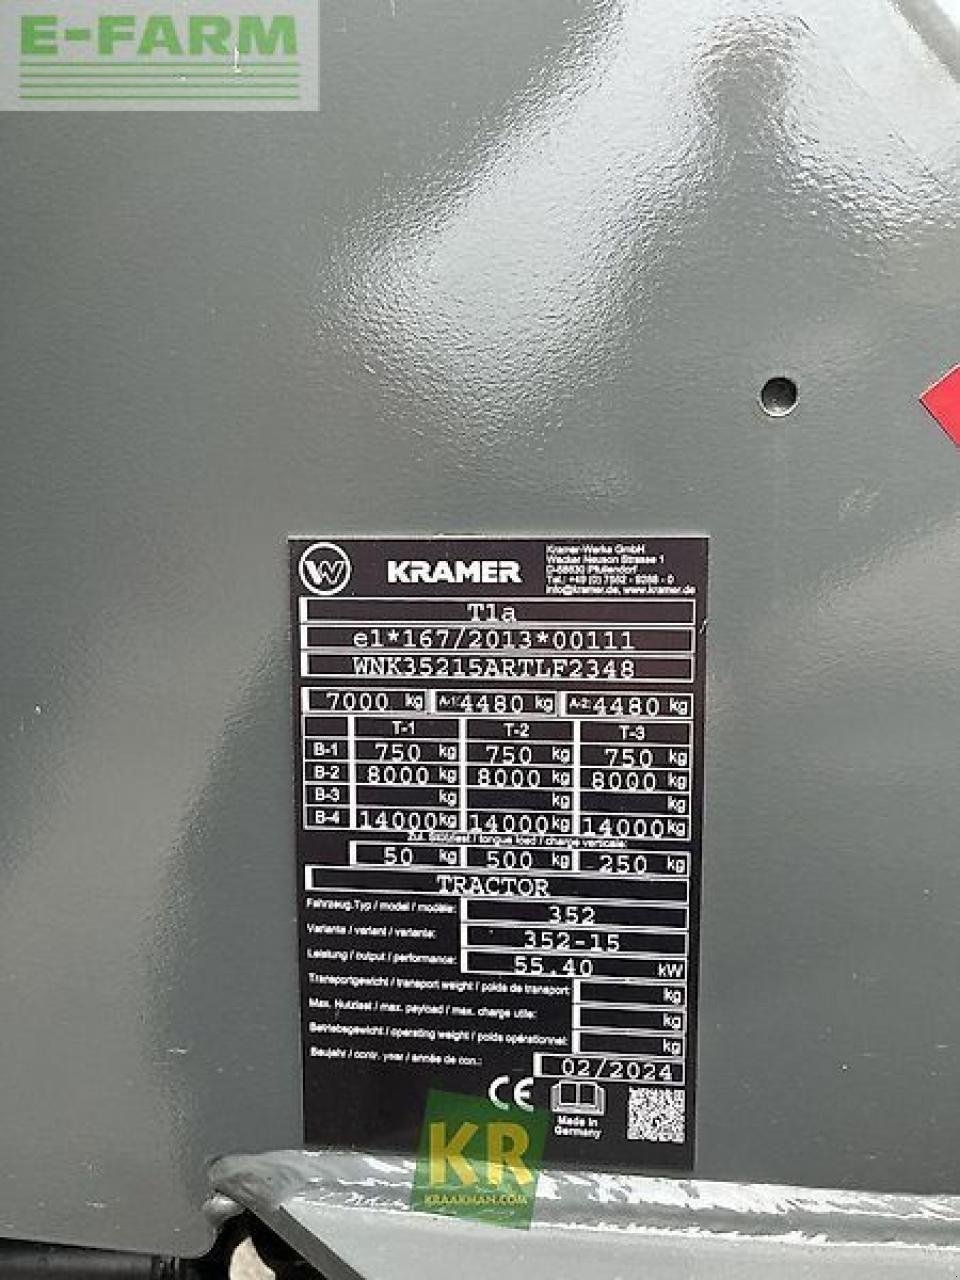 E-FARM
W KRAMER
Kramer-Werke GmbH
Wacker Neuson Strasse 1
D-88630 Pfullendorf
Tel.: +49 (0) 7552 - 9288 - 0
info@kramer.de, www.kramer.de
T1a
e1*167/2013*00111
WNK35215ARTLF2348
7000 kg A-1: 4480 kg A-2: 4480 kg
T-1 T-2 T-3
B-1 750 kg 750 kg 750 kg
B-2 8000 kg 8000 kg 8000 kg
B-3 kg kg kg
B-4 14000 kg 14000 kg 14000 kg
Zul. Stützlast / tongue load / charge verticale:
50 kg 500 kg 250 kg
TRACTOR
Fahrzeug.Typ / model / modèle: 352
Variante / variant / variante: 352-15
Leistung / output / performance: 55.40 kW
Transportgewicht / transport weight / poids de transport: kg
Max. Nutzlast / max. payload / max. charge utile: kg
Betriebsgewicht / operating weight / poids opérationnel: kg
Baujahr / contr. year / année de con.: 02/2024
CE
Made in
Germany
KR
KRAAKMAN.COM